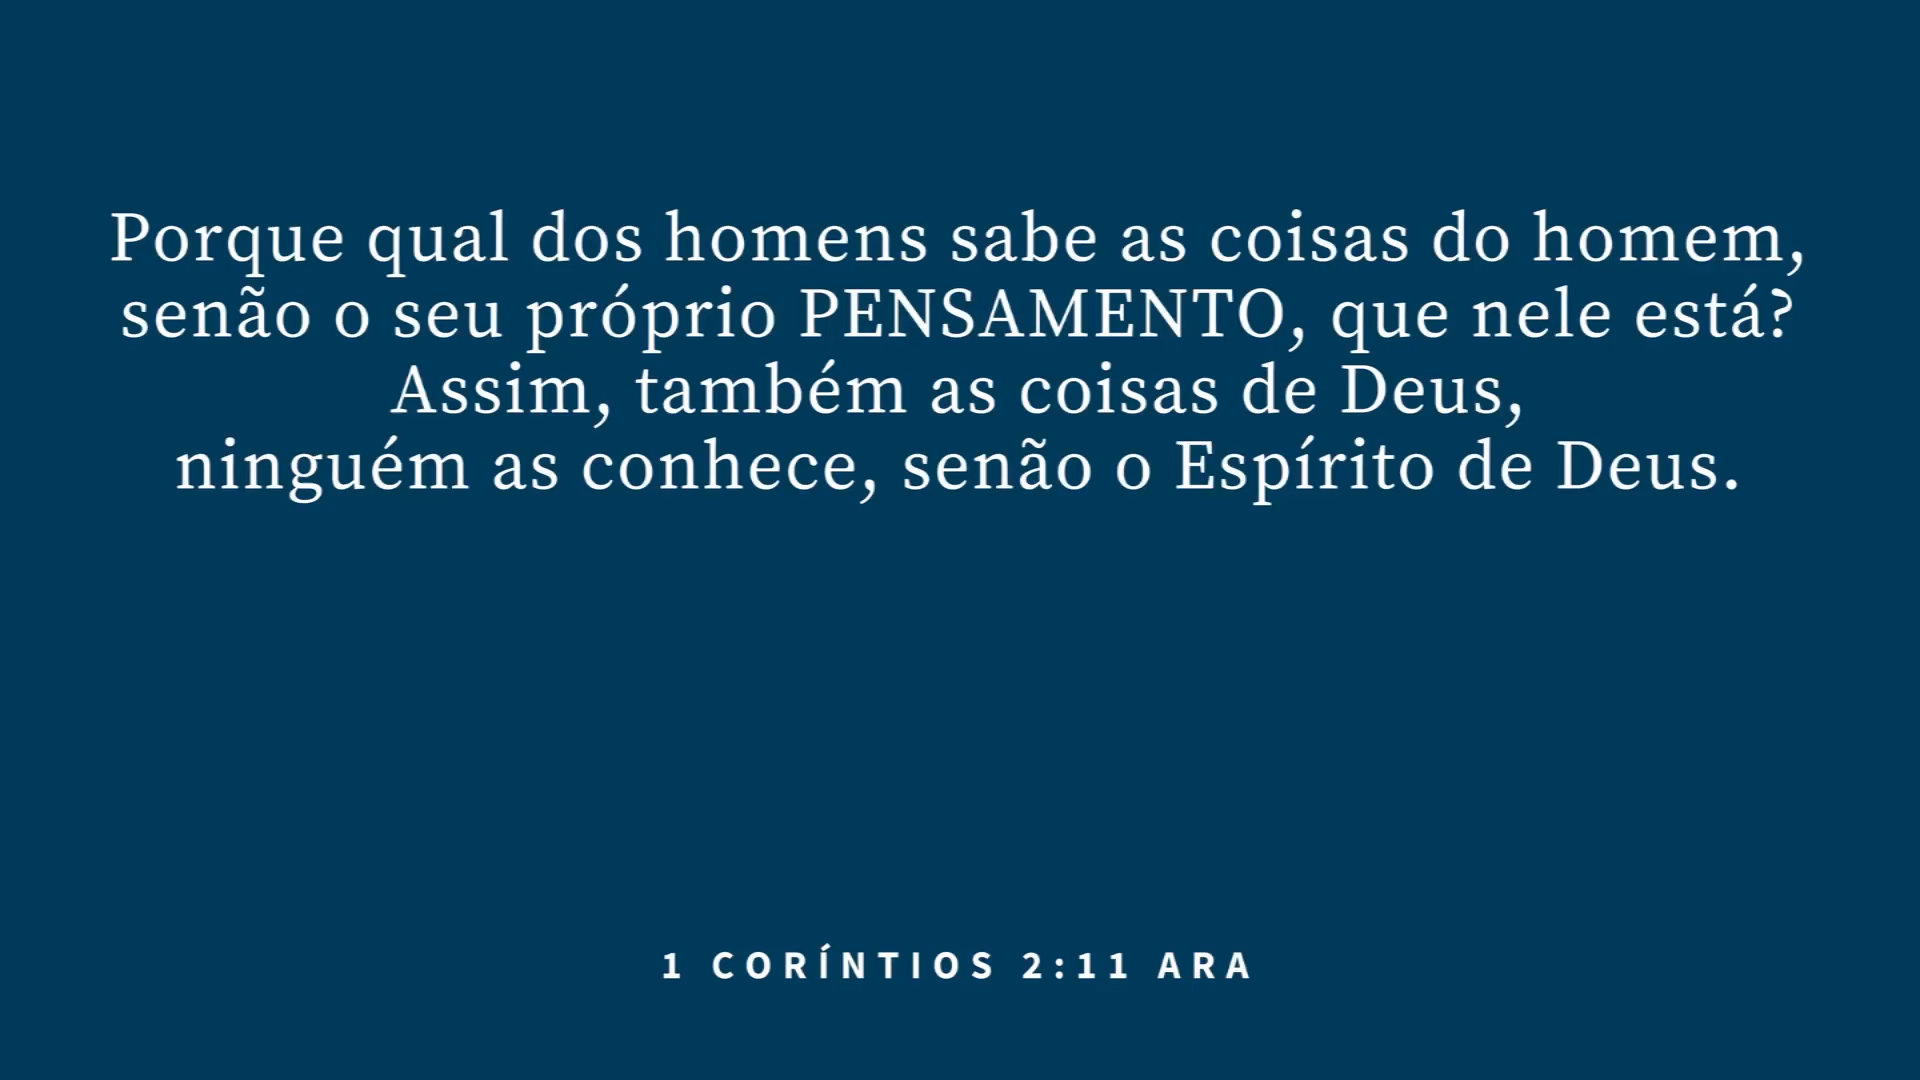 Porque qual dos homens sabe as coisas do homem,
senão o seu próprio PENSAMENTO, que nele está?
Assim, também as coisas de Deus,
ninguém as conhece, senão o Espírito de Deus.
1 CORÍNTIOS 2:11 ARA